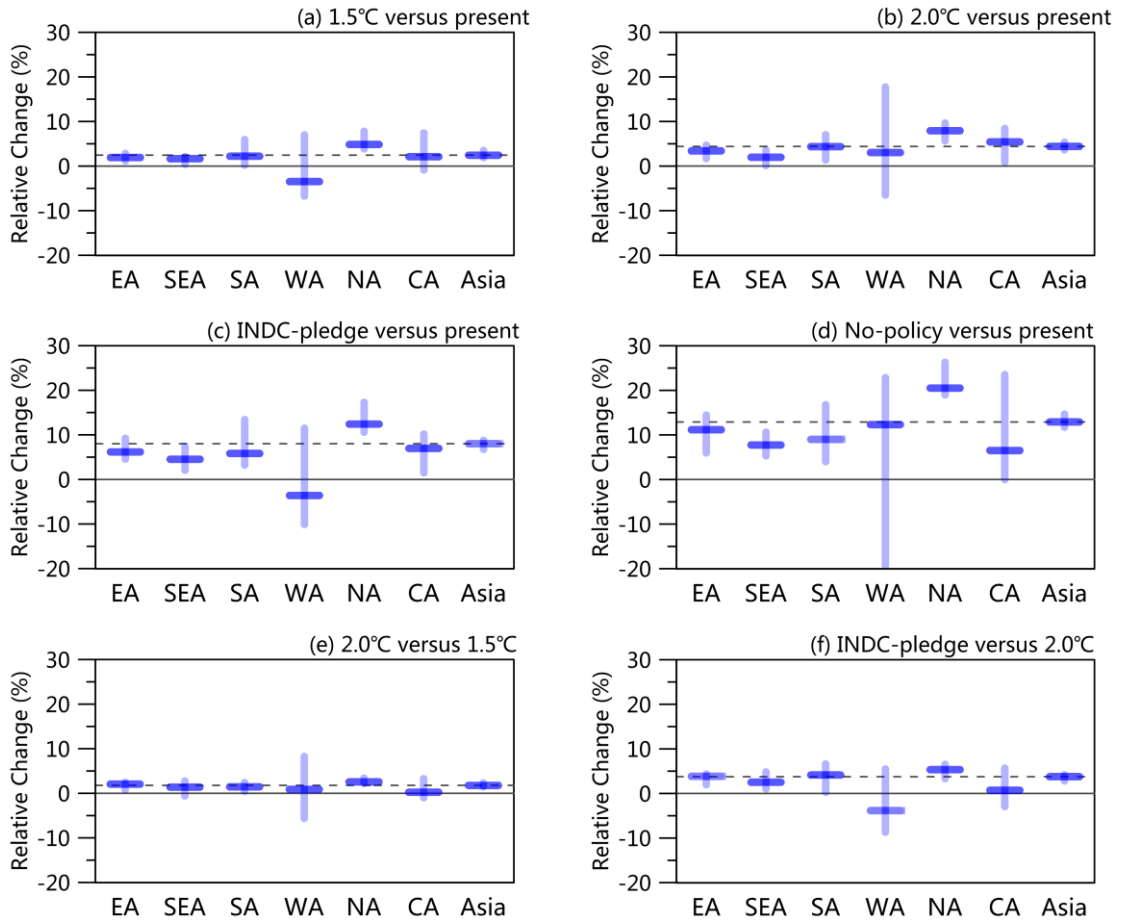 (a) 1.5℃ versus present
Relative Change (%)
30
20
10
0
-10
-20
EA SEA SA WA NA CA Asia
(b) 2.0℃ versus present
Relative Change (%)
30
20
10
0
-10
-20
EA SEA SA WA NA CA Asia
(c) INDC-pledge versus present
Relative Change (%)
30
20
10
0
-10
-20
EA SEA SA WA NA CA Asia
(d) No-policy versus present
Relative Change (%)
30
20
10
0
-10
-20
EA SEA SA WA NA CA Asia
(e) 2.0℃ versus 1.5℃
Relative Change (%)
30
20
10
0
-10
-20
EA SEA SA WA NA CA Asia
(f) INDC-pledge versus 2.0℃
Relative Change (%)
30
20
10
0
-10
-20
EA SEA SA WA NA CA Asia